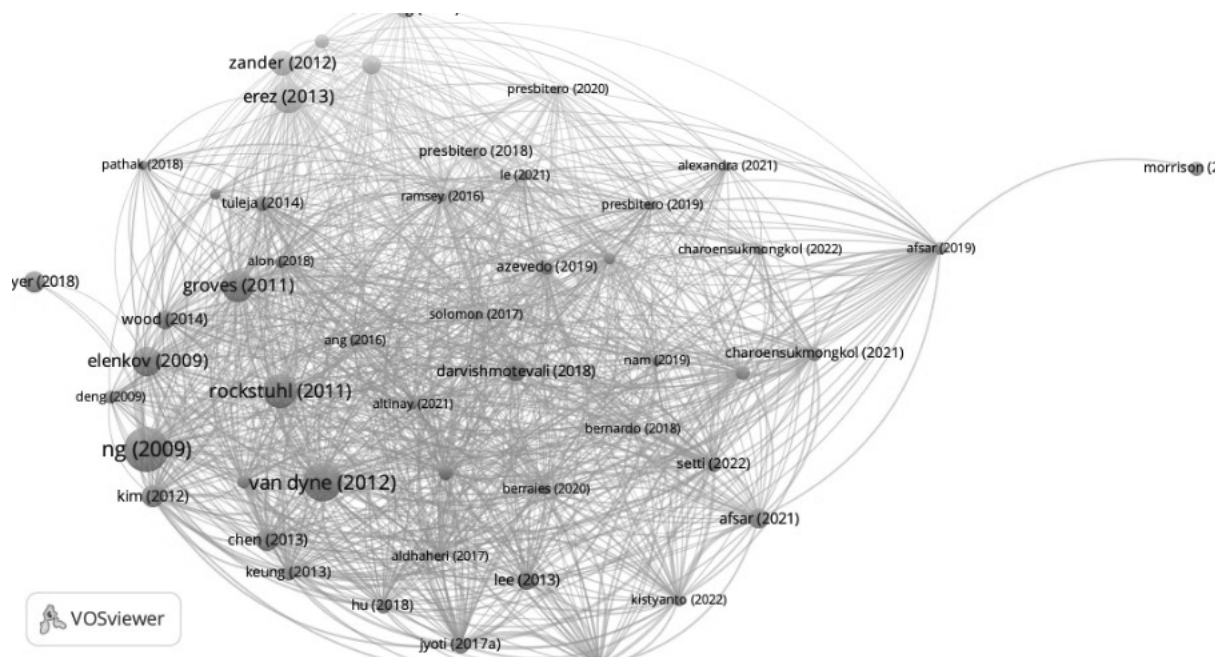 zander (2012)
erez (2013)
presbitero (2020)
presbitero (2018)
pathak (2018)
alexandra (2021)
morrison (2
le (2021)
ramsey (2016)
tuleja (2014)
presbitero (2019)
charoensukmongkol (2022)
afsar (2019)
alon (2018)
azevedo (2019)
yer (2018)
groves (2011)
solomon (2017)
wood (2014)
ang (2016)
charoensukmongkol (2021)
elenkov (2009)
nam (2019)
darvishmotevali (2018)
rockstuhl (2011)
deng (2009)
altinay (2021)
bernardo (2018)
ng (2009)
setti (2022)
van dyne (2012)
berraies (2020)
kim (2012)
afsar (2021)
chen (2013)
aldhaheri (2017)
keung (2013)
lee (2013)
kistyanto (2022)
hu (2018)
VOSviewer
jyoti (2017a)